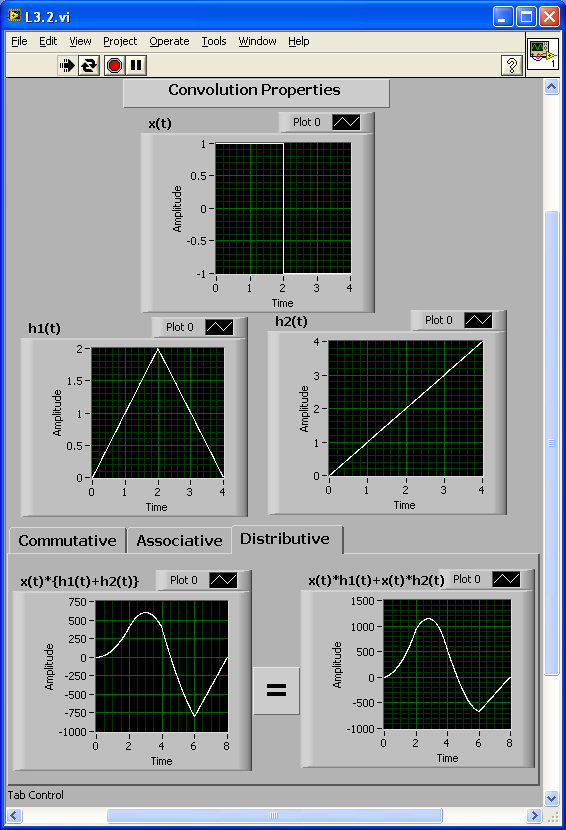 L3.2.vi
File Edit View Project Operate Tools Window Help
?
1
Convolution Properties
x(t)
Plot 0
1
0.5
0
-0.5
-1
Amplitude
0 1 2 3 4
Time
h1(t)
Plot 0
2
1.5
1
0.5
0
Amplitude
0 1 2 3 4
Time
h2(t)
Plot 0
4
3
2
1
0
Amplitude
0 1 2 3 4
Time
Commutative Associative Distributive
x(t)*{h1(t)+h2(t)}
Plot 0
750
500
250
0
-250
-500
-750
-1000
Amplitude
0 2 4 6 8
Time
=
x(t)*h1(t)+x(t)*h2(t)
Plot 0
1500
1000
500
0
-500
-1000
Amplitude
0 2 4 6 8
Time
Tab Control